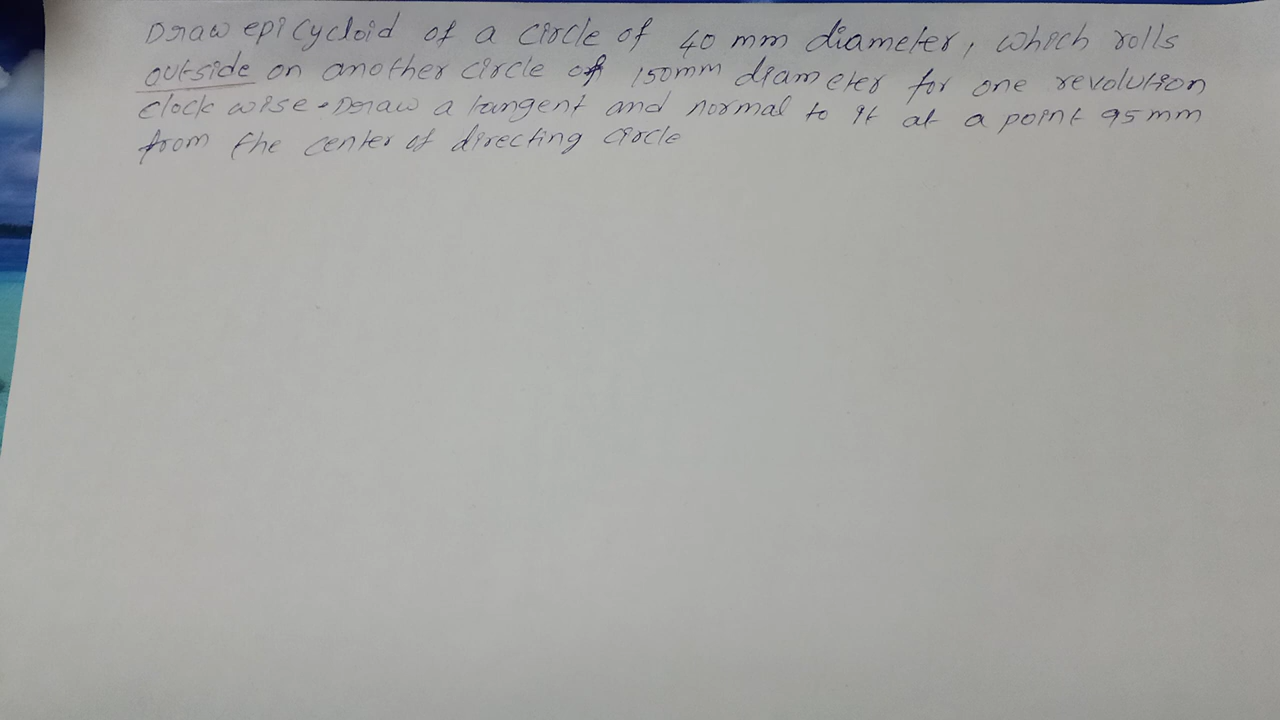 Draw epicycloid of a circle of 40 mm diameter, which rolls
outside on another circle of 150mm diameter for one revolution
clock wise. Draw a tangent and normal to it at a point 95mm
from the center of directing circle